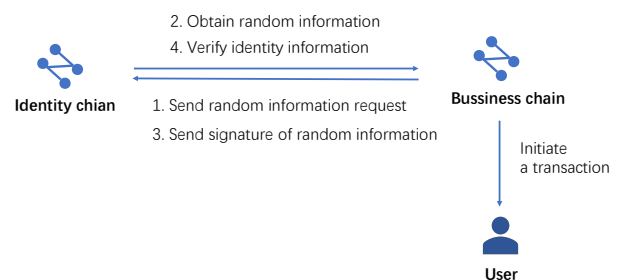 2. Obtain random information
4. Verify identity information
Identity chian
Bussiness chain
1. Send random information request
3. Send signature of random information
Initiate
a transaction
User